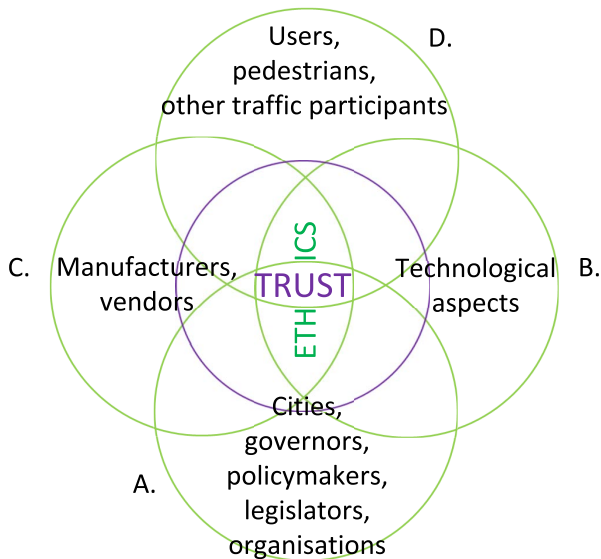 Users,
pedestrians,
other traffic participants
D.
C.
Manufacturers,
vendors
ETHICS
TRUST
Technological
aspects
B.
Cities,
governors,
policymakers,
legislators,
organisations
A.